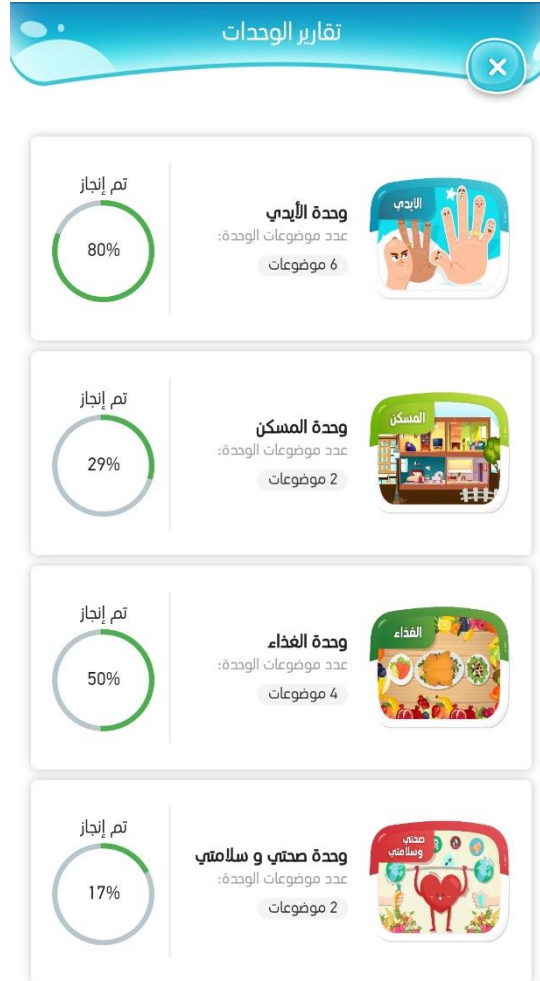 تقارير الوحدات
الايدي
وحدة الأيدي
عدد موضوعات الوحدة:
6 موضوعات
تم إنجاز
80%
المسكن
وحدة المسكن
عدد موضوعات الوحدة:
2 موضوعات
تم إنجاز
29%
الغذاء
وحدة الغذاء
عدد موضوعات الوحدة:
4 موضوعات
تم إنجاز
50%
صحتي
وسلامتي
وحدة صحتي و سلامتي
عدد موضوعات الوحدة:
2 موضوعات
تم إنجاز
17%